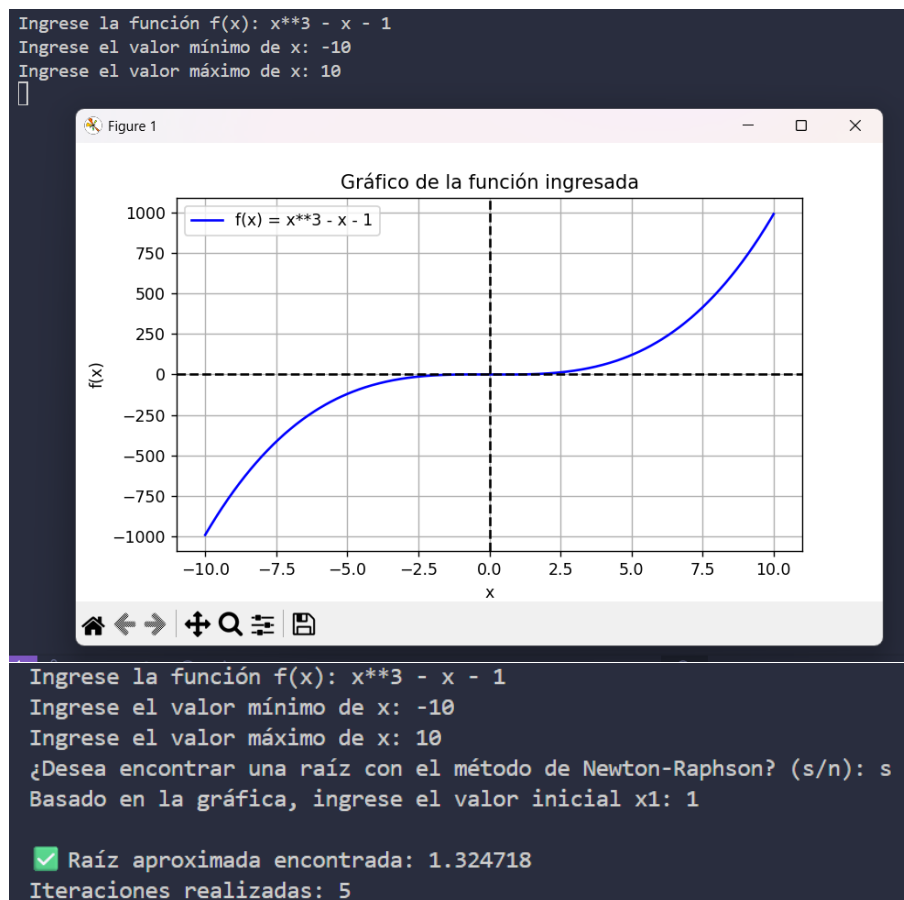 Ingrese la función f(x): x**3 - x - 1
Ingrese el valor mínimo de x: -10
Ingrese el valor máximo de x: 10
Figure 1
Gráfico de la función ingresada
f(x) = x**3 - x - 1
1000
750
500
250
0
−250
−500
−750
−1000
f(x)
−10.0 −7.5 −5.0 −2.5 0.0 2.5 5.0 7.5 10.0
x
Ingrese la función f(x): x**3 - x - 1
Ingrese el valor mínimo de x: -10
Ingrese el valor máximo de x: 10
¿Desea encontrar una raíz con el método de Newton-Raphson? (s/n): s
Basado en la gráfica, ingrese el valor inicial x1: 1
✅ Raíz aproximada encontrada: 1.324718
Iteraciones realizadas: 5